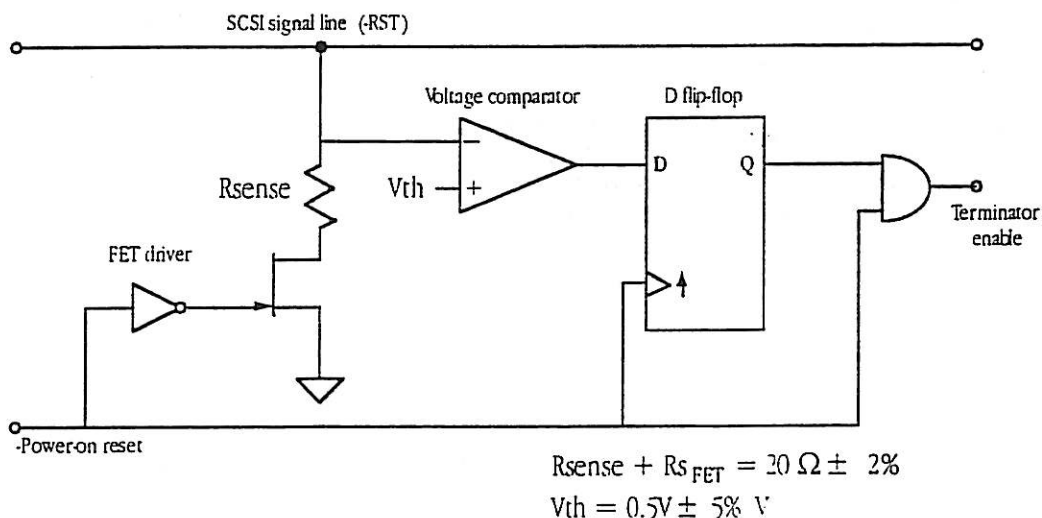 SCSI signal line (-RST)
Voltage comparator
D flip-flop
−
D
Q
Rsense
Vth
+
Terminator
enable
FET driver
-Power-on reset
Rsense + Rs FET = 20 Ω ± 2%
Vth = 0.5V ± 5% V